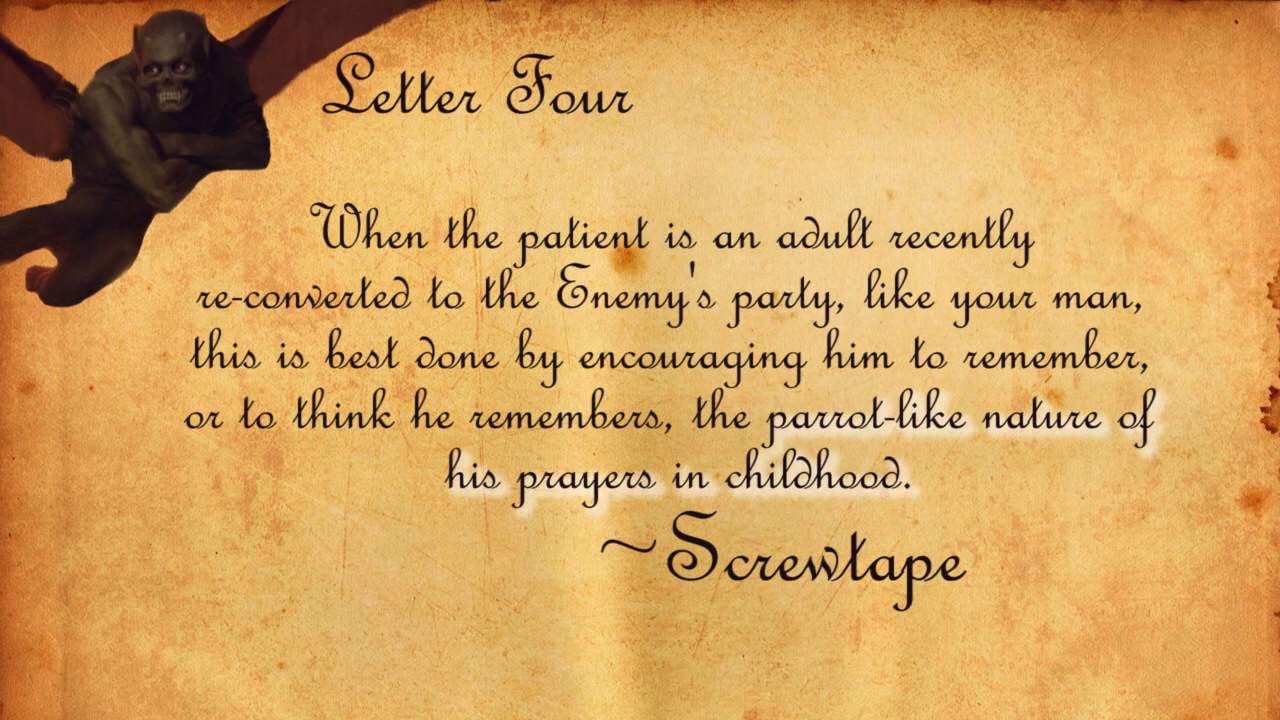 Letter Four
When the patient is an adult recently
re-converted to the Enemy's party, like your man,
this is best done by encouraging him to remember,
or to think he remembers, the parrot-like nature of
his prayers in childhood.
~Screwtape